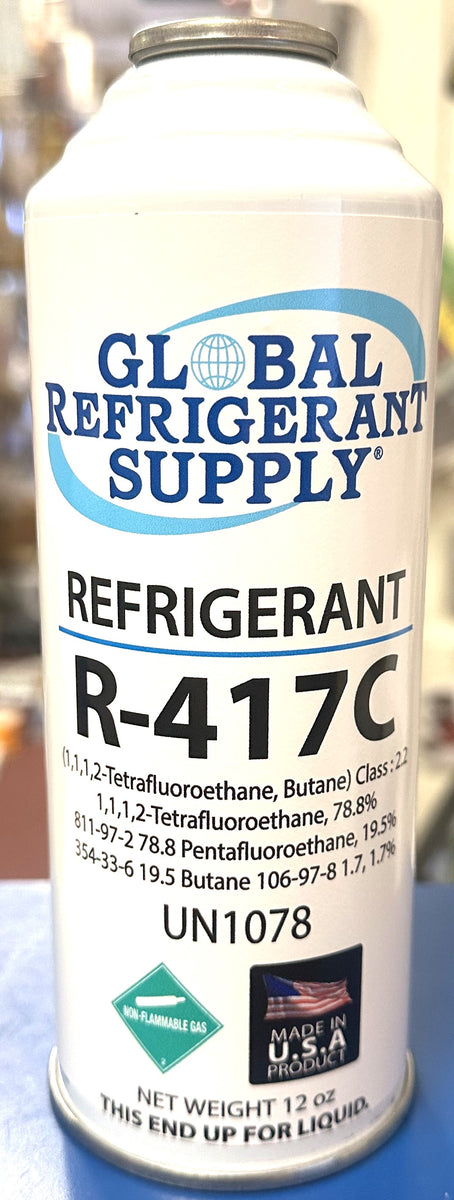 GLOBAL
REFRIGERANT
SUPPLY®
REFRIGERANT
R-417C
(1,1,1,2-Tetrafluoroethane, Butane) Class : 2.2
1,1,1,2-Tetrafluoroethane, 78.8%
811-97-2 78.8 Pentafluoroethane, 19.5%
354-33-6 19.5 Butane 106-97-8 1.7, 1.7%
UN1078
NON-FLAMMABLE GAS
2
MADE IN
U.S.A
PRODUCT
NET WEIGHT 12 oz
THIS END UP FOR LIQUID.